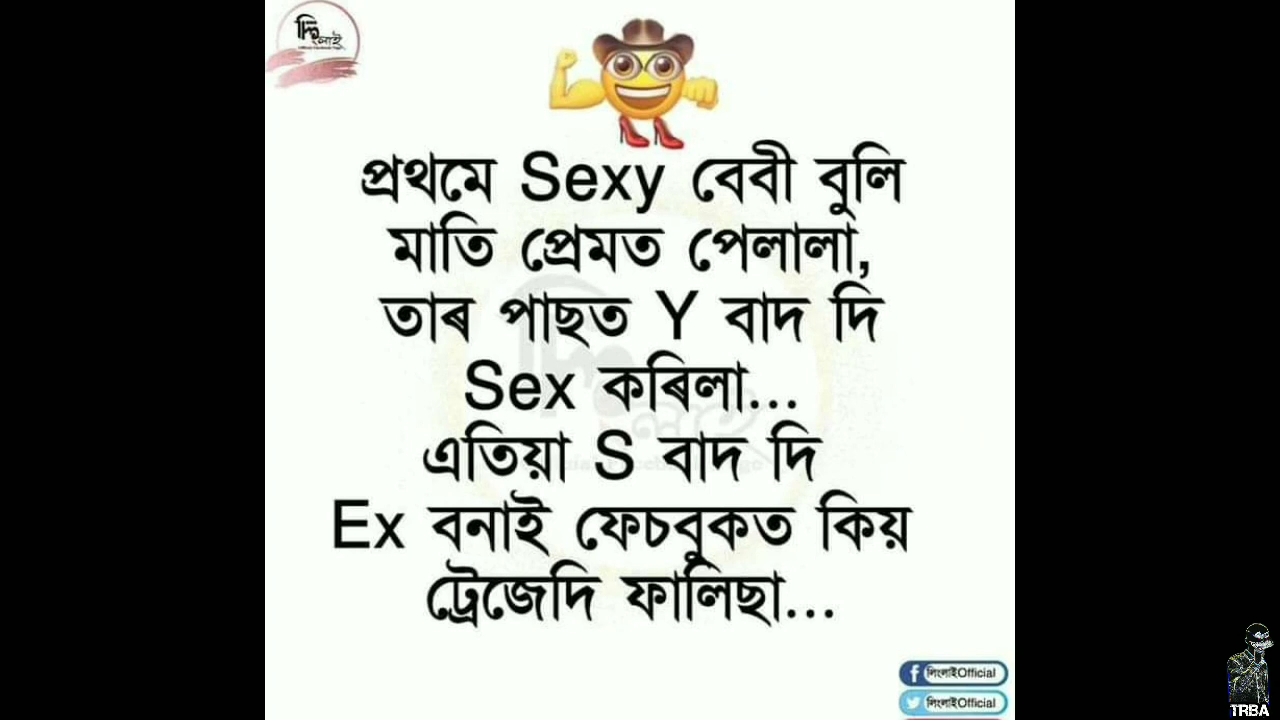 প্ৰথমে Sexy বেবী বুলি
মাতি প্ৰেমত পেলালা,
তাৰ পাছত Y বাদ দি
Sex কৰিলা...
এতিয়া S বাদ দি
Ex বনাই ফেচবুকত কিয়
ট্ৰেজেদি ফালিছা...
লিংলাইOfficial
লিংলাইOfficial
TRBA